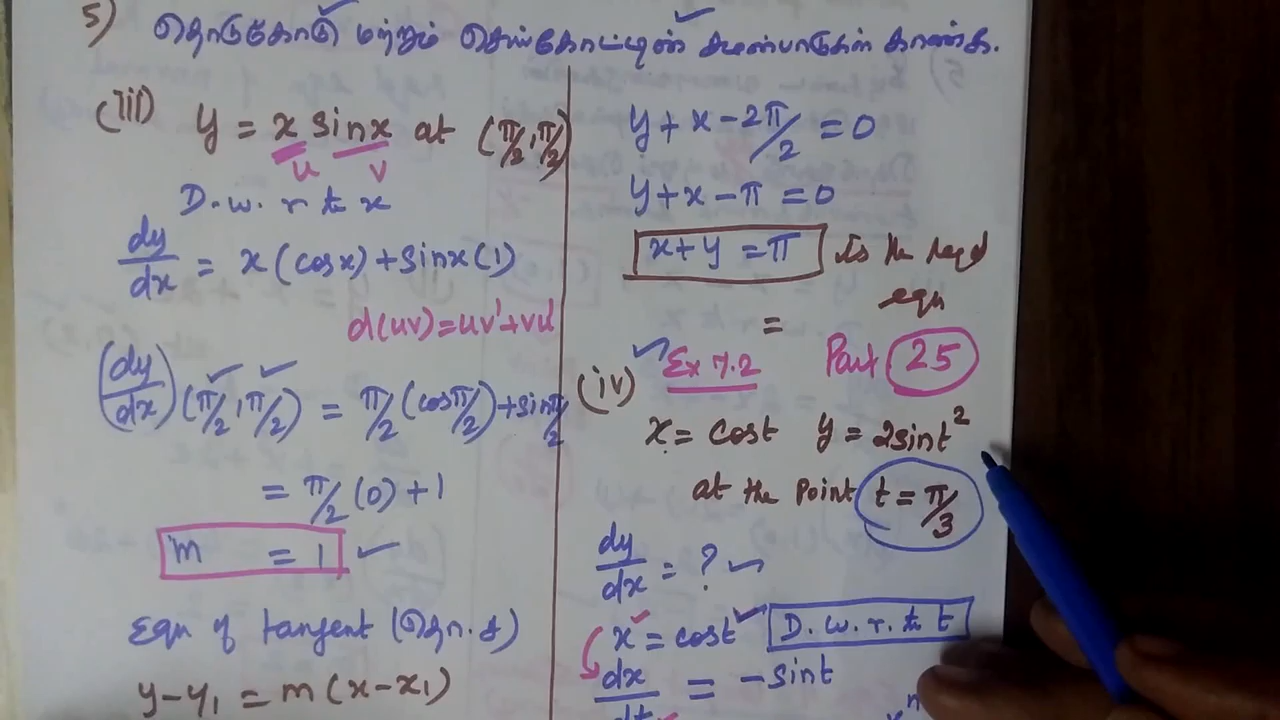 5) தொடுகோடு மற்றும் செங்கோட்டின் சமன்பாடுகள் காண்க.
(iii) y = x sinx at (π/2, π/2)
u v
D. w. r. to x
dy/dx = x (cosx) + sinx (1)
d(uv) = uv' + vu'
(dy/dx) (π/2, π/2) = π/2 (cos π/2) + sin π/2
= π/2 (0) + 1
m = 1
Eqn of tangent (தொ.ச)
y - y₁ = m (x - x₁)
y + x - 2π/2 = 0
y + x - π = 0
x + y = π is the reqd
eqn
=
Ex 7.2 Part 25
(iv) x = cost y = 2sint²
at the point t = π/3
dy/dx = ?
x = cost D. w. r. to t
dx/dt = -sint
xⁿ